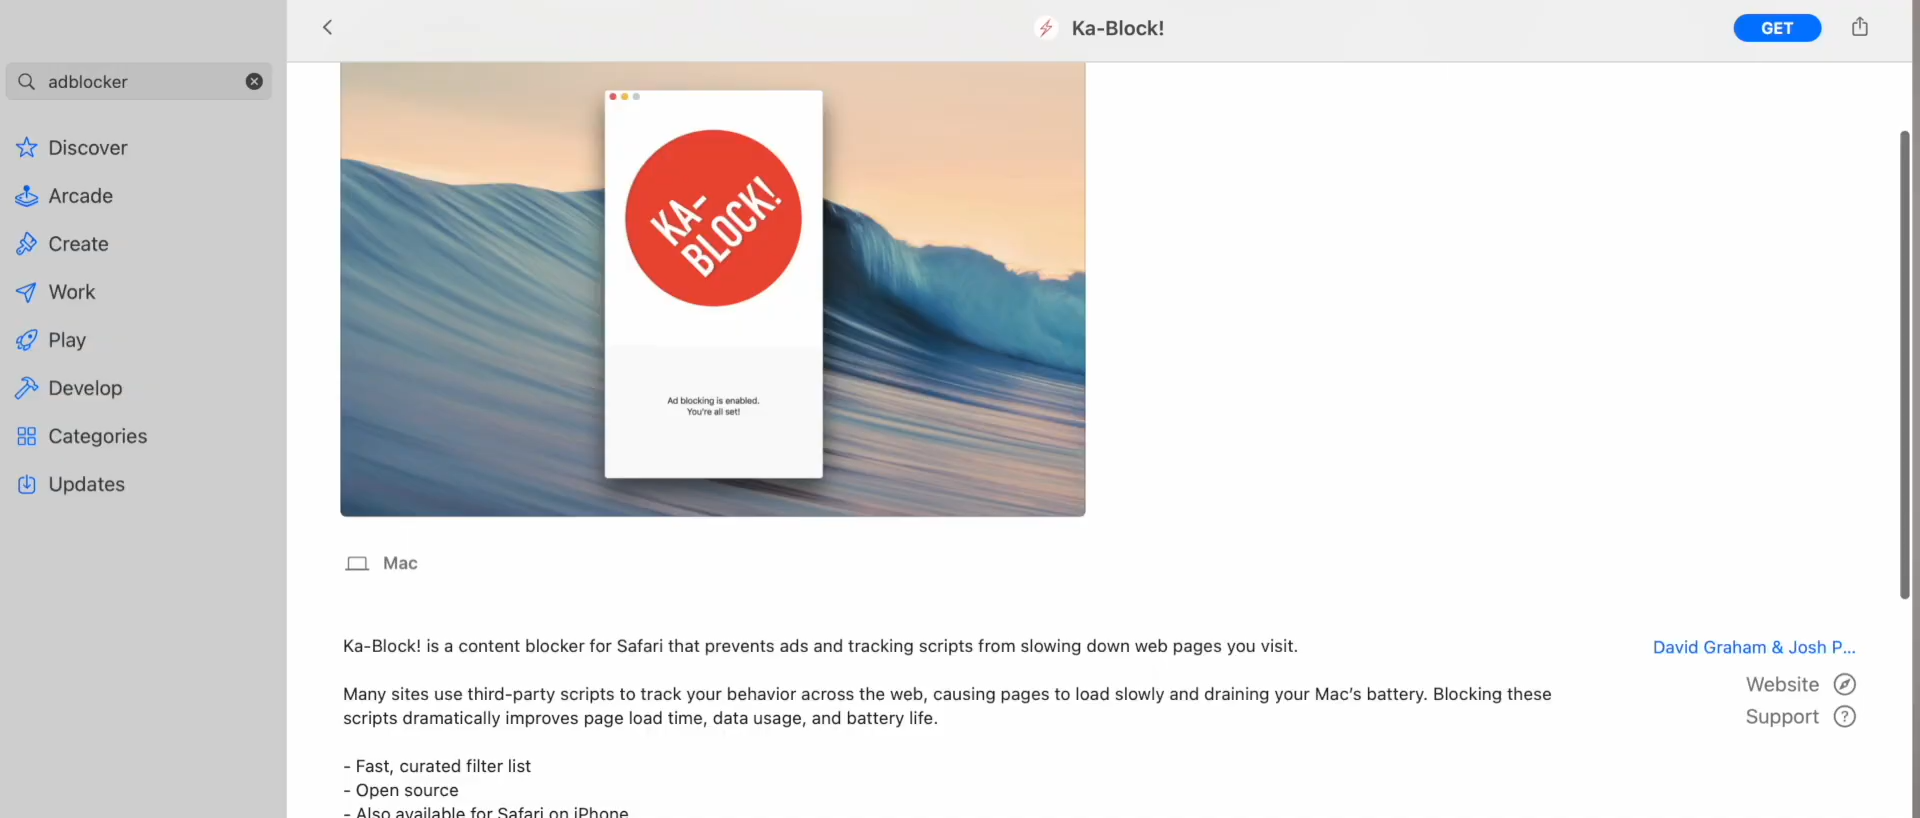 Ka-Block!
GET
adblocker
Discover
Arcade
Create
Work
Play
Develop
Categories
Updates
KA-
BLOCK!
Ad blocking is enabled.
You're all set!
Mac
Ka-Block! is a content blocker for Safari that prevents ads and tracking scripts from slowing down web pages you visit.
Many sites use third-party scripts to track your behavior across the web, causing pages to load slowly and draining your Mac's battery. Blocking these
scripts dramatically improves page load time, data usage, and battery life.
- Fast, curated filter list
- Open source
- Also available for Safari on iPhone
David Graham & Josh P...
Website
Support